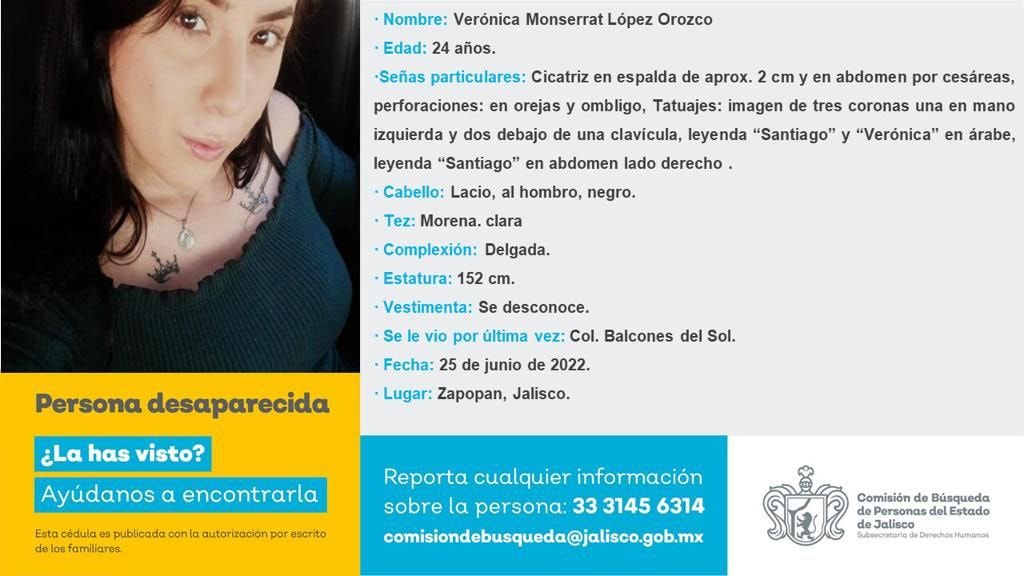 · Nombre: Verónica Monserrat López Orozco
· Edad: 24 años.
·Señas particulares: Cicatriz en espalda de aprox. 2 cm y en abdomen por cesáreas,
perforaciones: en orejas y ombligo, Tatuajes: imagen de tres coronas una en mano
izquierda y dos debajo de una clavícula, leyenda “Santiago” y “Verónica” en árabe,
leyenda “Santiago” en abdomen lado derecho .
· Cabello: Lacio, al hombro, negro.
· Tez: Morena. clara
· Complexión: Delgada.
· Estatura: 152 cm.
· Vestimenta: Se desconoce.
· Se le vio por última vez: Col. Balcones del Sol.
· Fecha: 25 de junio de 2022.
· Lugar: Zapopan, Jalisco.
Persona desaparecida
¿La has visto?
Ayúdanos a encontrarla
Esta cédula es publicada con la autorización por escrito
de los familiares.
Reporta cualquier información
sobre la persona: 33 3145 6314
comisiondebusqueda@jalisco.gob.mx
Comisión de Búsqueda
de Personas del Estado
de Jalisco
Subsecretaría de Derechos Humanos